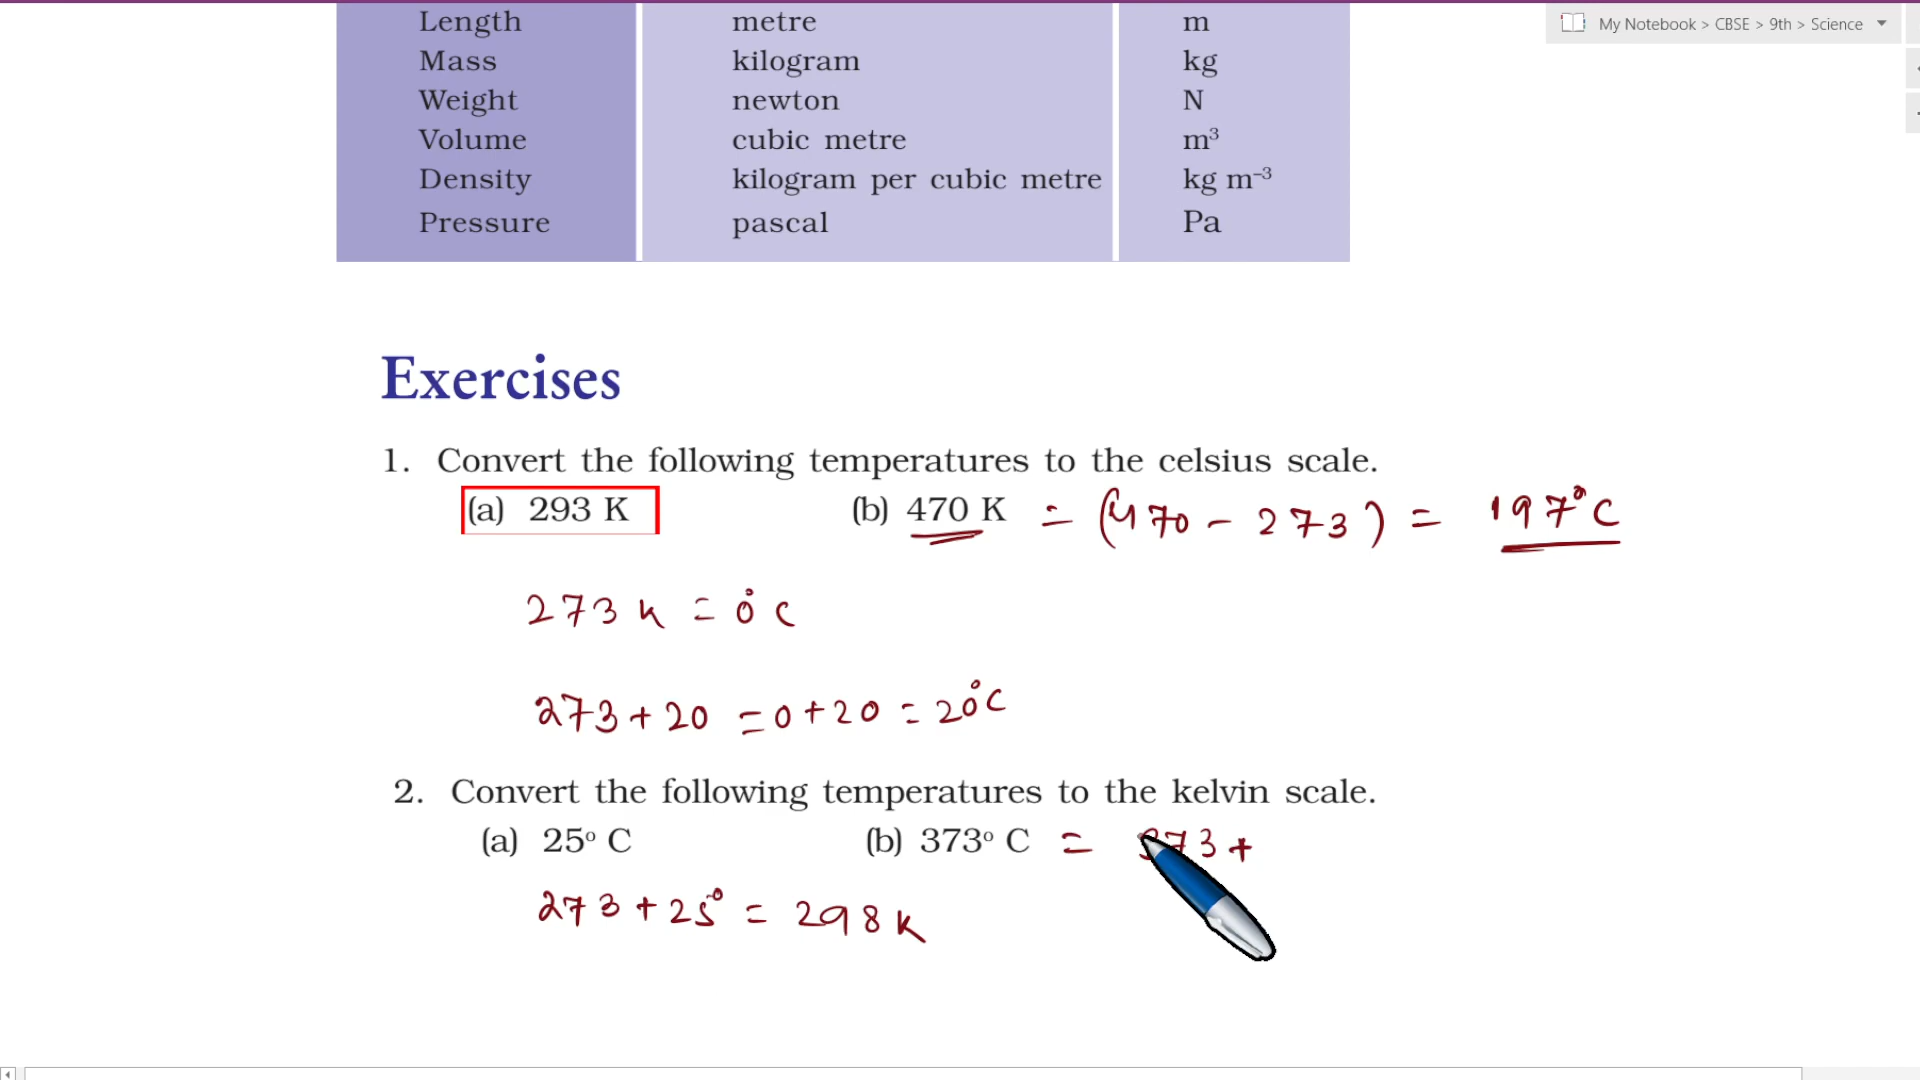 My Notebook > CBSE > 9th > Science
Length metre m
Mass kilogram kg
Weight newton N
Volume cubic metre m³
Density kilogram per cubic metre kg m⁻³
Pressure pascal Pa
Exercises
1. Convert the following temperatures to the celsius scale.
(a) 293 K (b) 470 K = (470 - 273) = 197°C
273 K = 0°C
273 + 20 = 0 + 20 = 20°C
2. Convert the following temperatures to the kelvin scale.
(a) 25° C (b) 373° C = 373 +
273 + 25° = 298 K